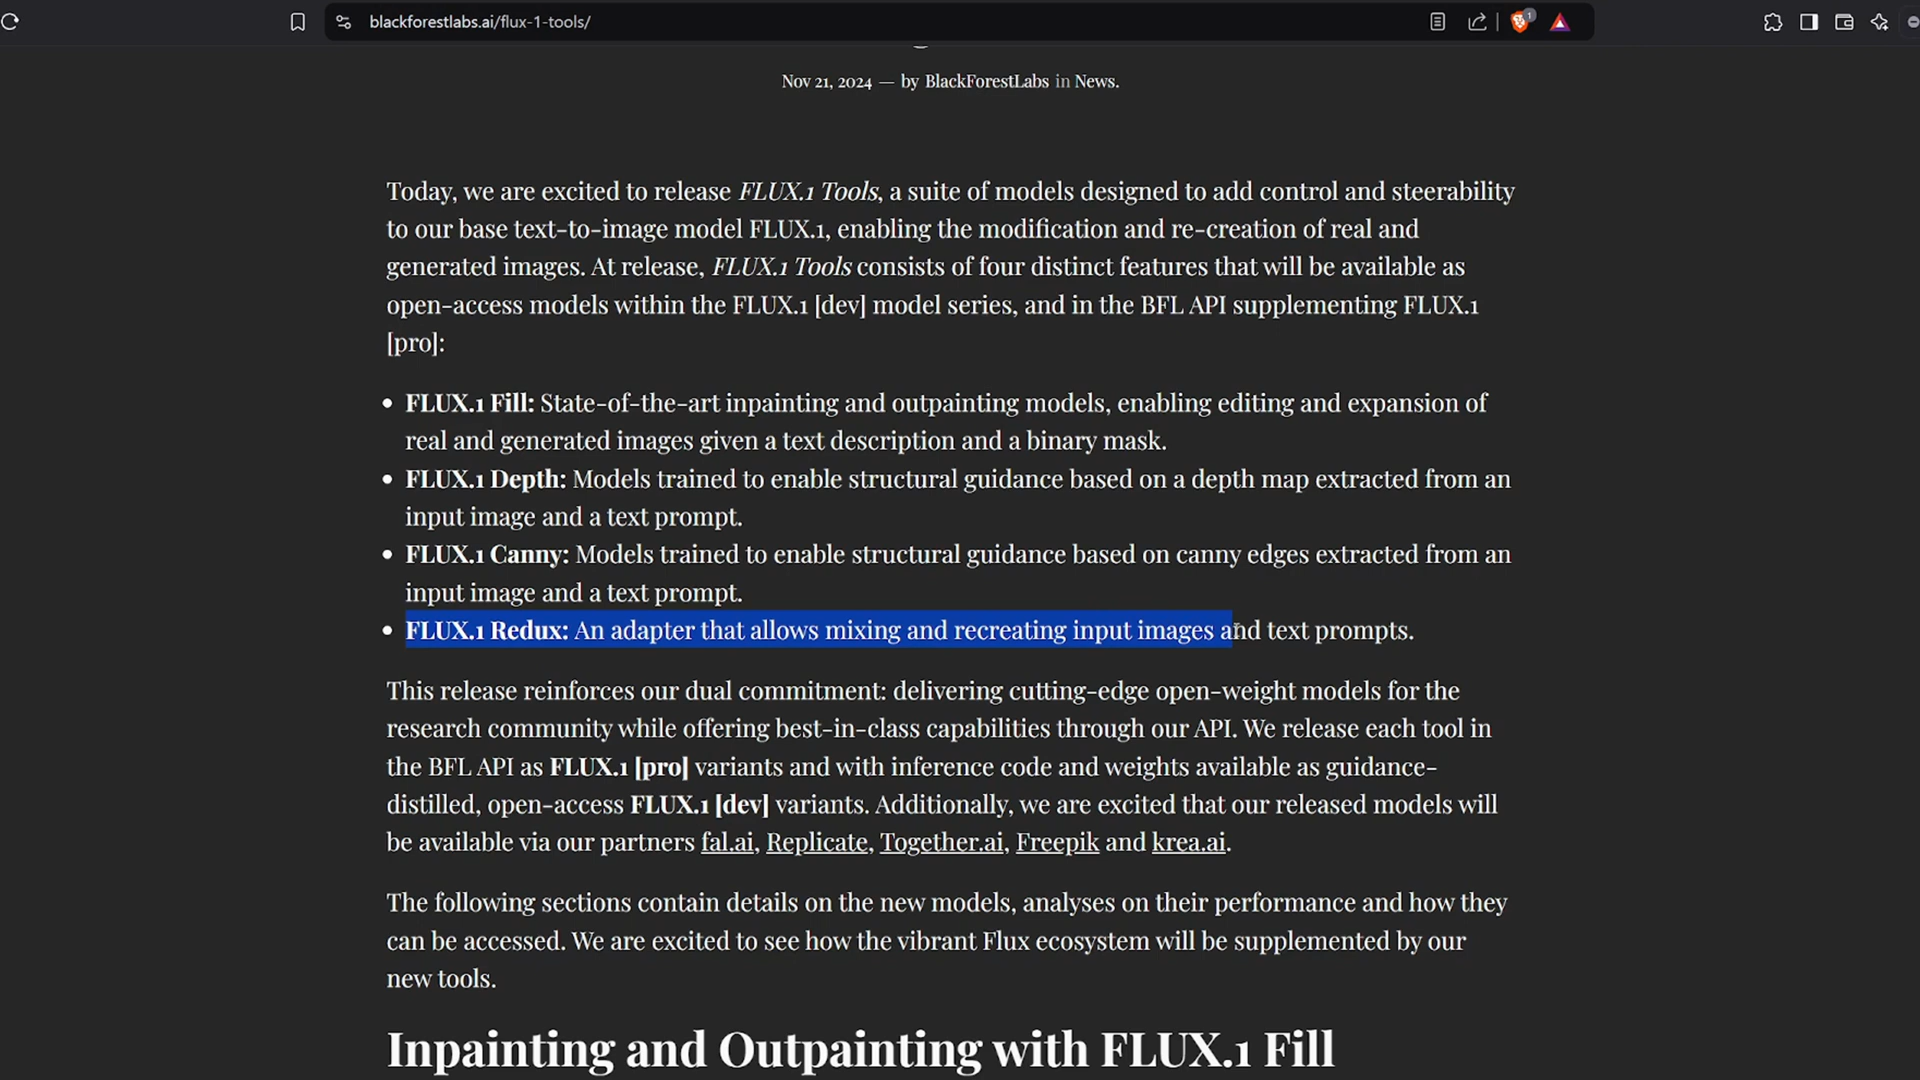 blackforestlabs.ai/flux-1-tools/
1
Nov 21, 2024 — by BlackForestLabs in News.
Today, we are excited to release FLUX.1 Tools, a suite of models designed to add control and steerability
to our base text-to-image model FLUX.1, enabling the modification and re-creation of real and
generated images. At release, FLUX.1 Tools consists of four distinct features that will be available as
open-access models within the FLUX.1 [dev] model series, and in the BFL API supplementing FLUX.1
[pro]:
• FLUX.1 Fill: State-of-the-art inpainting and outpainting models, enabling editing and expansion of
real and generated images given a text description and a binary mask.
• FLUX.1 Depth: Models trained to enable structural guidance based on a depth map extracted from an
input image and a text prompt.
• FLUX.1 Canny: Models trained to enable structural guidance based on canny edges extracted from an
input image and a text prompt.
• FLUX.1 Redux: An adapter that allows mixing and recreating input images and text prompts.
This release reinforces our dual commitment: delivering cutting-edge open-weight models for the
research community while offering best-in-class capabilities through our API. We release each tool in
the BFL API as FLUX.1 [pro] variants and with inference code and weights available as guidance-
distilled, open-access FLUX.1 [dev] variants. Additionally, we are excited that our released models will
be available via our partners fal.ai, Replicate, Together.ai, Freepik and krea.ai.
The following sections contain details on the new models, analyses on their performance and how they
can be accessed. We are excited to see how the vibrant Flux ecosystem will be supplemented by our
new tools.
Inpainting and Outpainting with FLUX.1 Fill